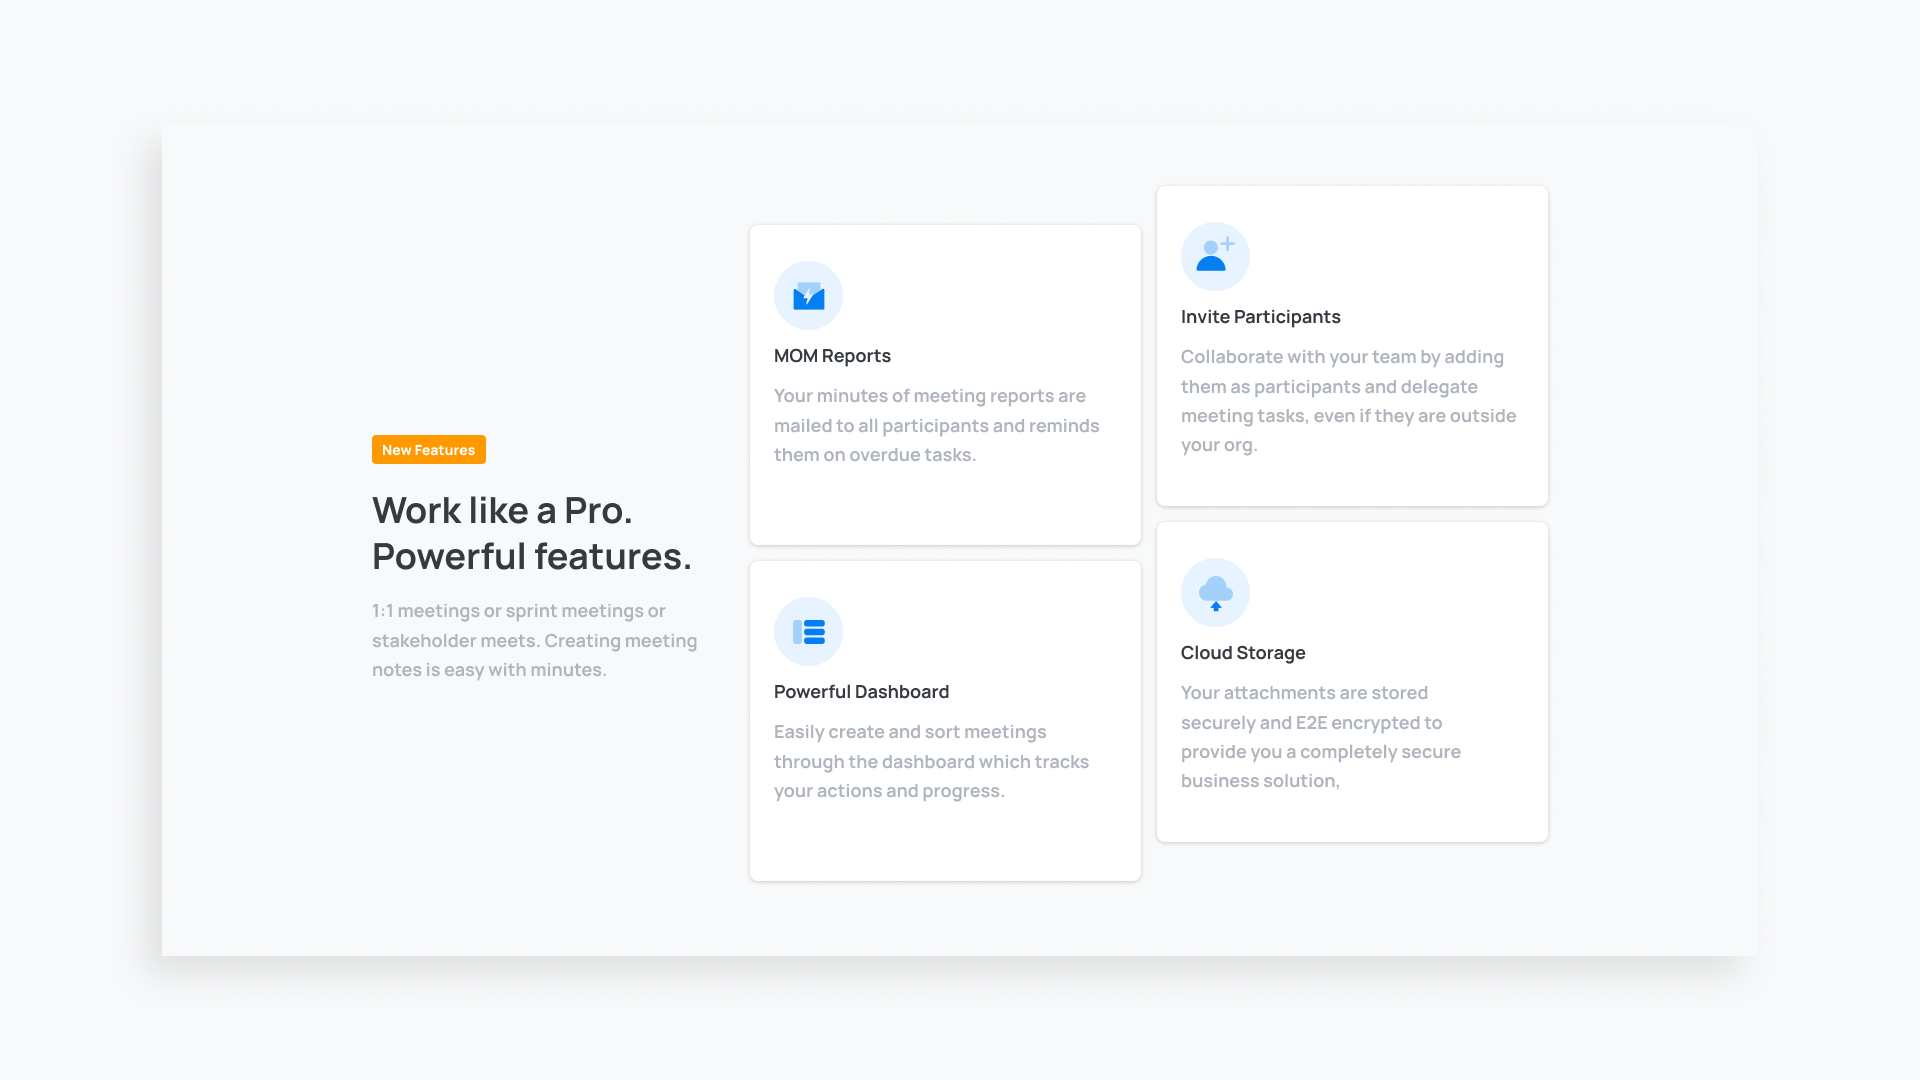 New Features
Work like a Pro.
Powerful features.
1:1 meetings or sprint meetings or
stakeholder meets. Creating meeting
notes is easy with minutes.
MOM Reports
Your minutes of meeting reports are
mailed to all participants and reminds
them on overdue tasks.
Powerful Dashboard
Easily create and sort meetings
through the dashboard which tracks
your actions and progress.
Invite Participants
Collaborate with your team by adding
them as participants and delegate
meeting tasks, even if they are outside
your org.
Cloud Storage
Your attachments are stored
securely and E2E encrypted to
provide you a completely secure
business solution,